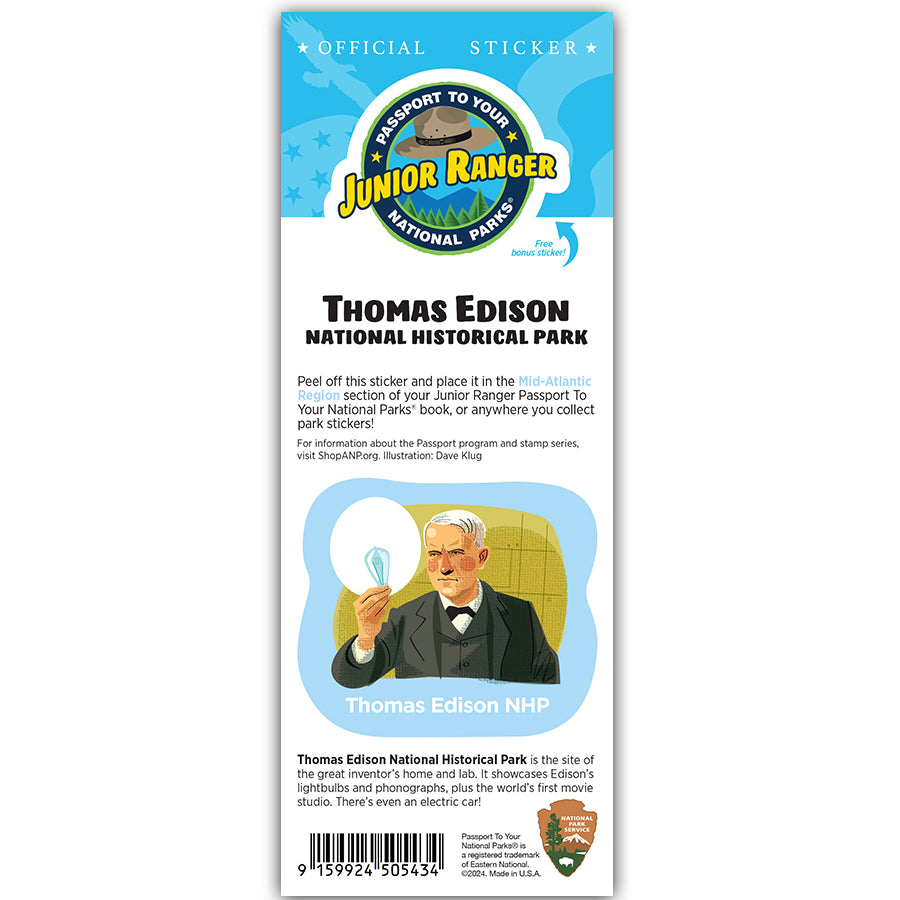 ★ OFFICIAL STICKER ★
PASSPORT TO YOUR
JUNIOR RANGER
NATIONAL PARKS®
Free
bonus sticker!
THOMAS EDISON
NATIONAL HISTORICAL PARK
Peel off this sticker and place it in the Mid-Atlantic
Region section of your Junior Ranger Passport To
Your National Parks® book, or anywhere you collect
park stickers!
For information about the Passport program and stamp series,
visit ShopANP.org. Illustration: Dave Klug
Thomas Edison NHP
Thomas Edison National Historical Park is the site of
the great inventor's home and lab. It showcases Edison's
lightbulbs and phonographs, plus the world's first movie
studio. There's even an electric car!
NATIONAL
PARK
SERVICE
9 159924 505434
Passport To Your
National Parks® is
a registered trademark
of Eastern National.
©2024. Made in U.S.A.